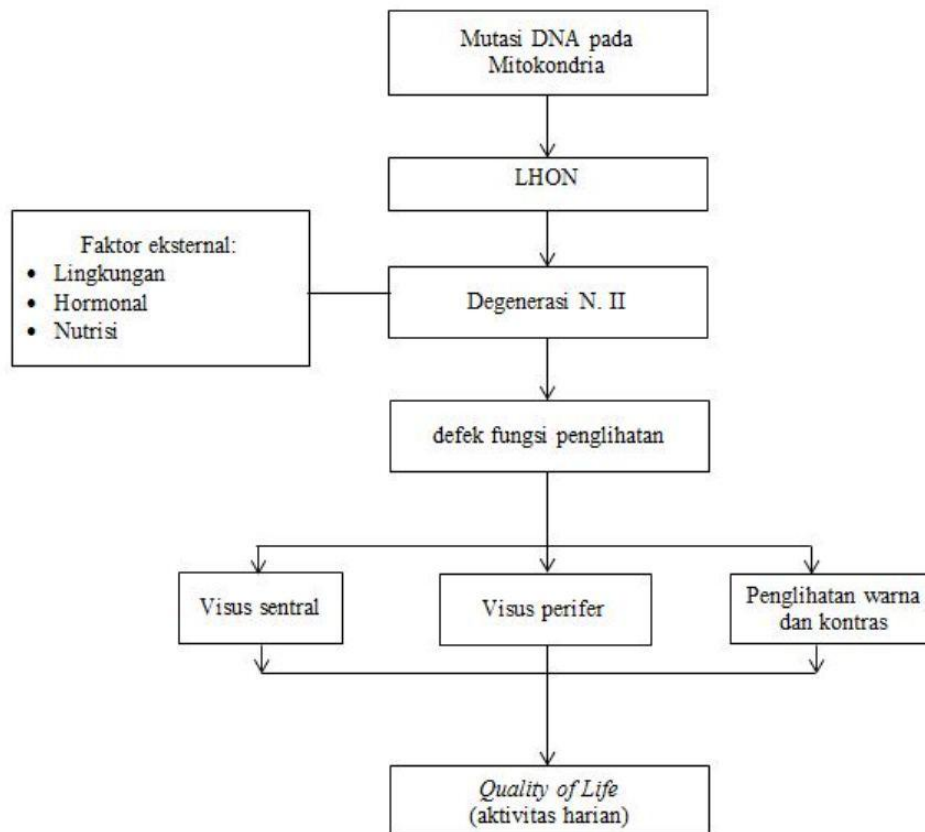 Mutasi DNA pada
Mitokondria
LHON
Faktor eksternal:
• Lingkungan
• Hormonal
• Nutrisi
Degenerasi N. II
defek fungsi penglihatan
Visus sentral
Visus perifer
Penglihatan warna
dan kontras
Quality of Life
(aktivitas harian)